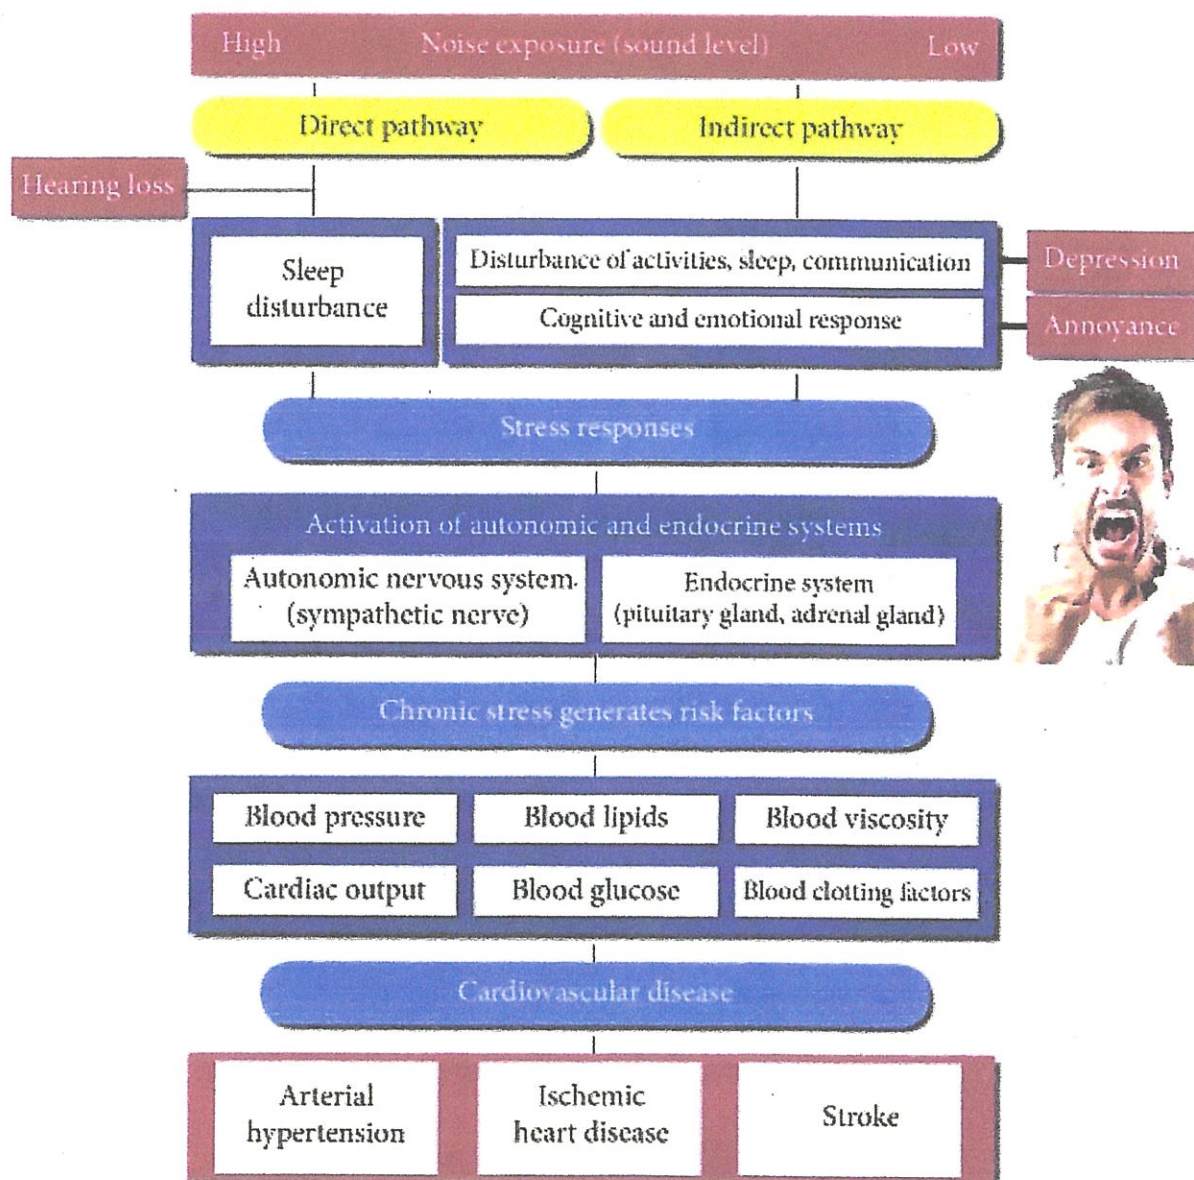 High Noise exposure (sound level) Low
Direct pathway
Indirect pathway
Hearing loss
Sleep
disturbance
Disturbance of activities, sleep, communication
Cognitive and emotional response
Depression
Annoyance
Stress responses
Activation of autonomic and endocrine systems
Autonomic nervous system
(sympathetic nerve)
Endocrine system
(pituitary gland, adrenal gland)
Chronic stress generates risk factors
Blood pressure
Blood lipids
Blood viscosity
Cardiac output
Blood glucose
Blood clotting factors
Cardiovascular disease
Arterial
hypertension
Ischemic
heart disease
Stroke